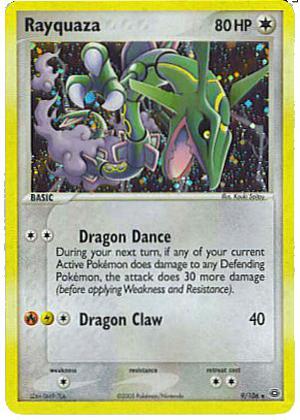 Rayquaza 80 HP
BASIC
Illus. Kouki Saitou
Dragon Dance
During your next turn, if any of your current
Active Pokémon does damage to any Defending
Pokémon, the attack does 30 more damage
(before applying Weakness and Resistance).
Dragon Claw 40
weakness resistance retreat cost
©2005 Pokémon/Nintendo 9/106